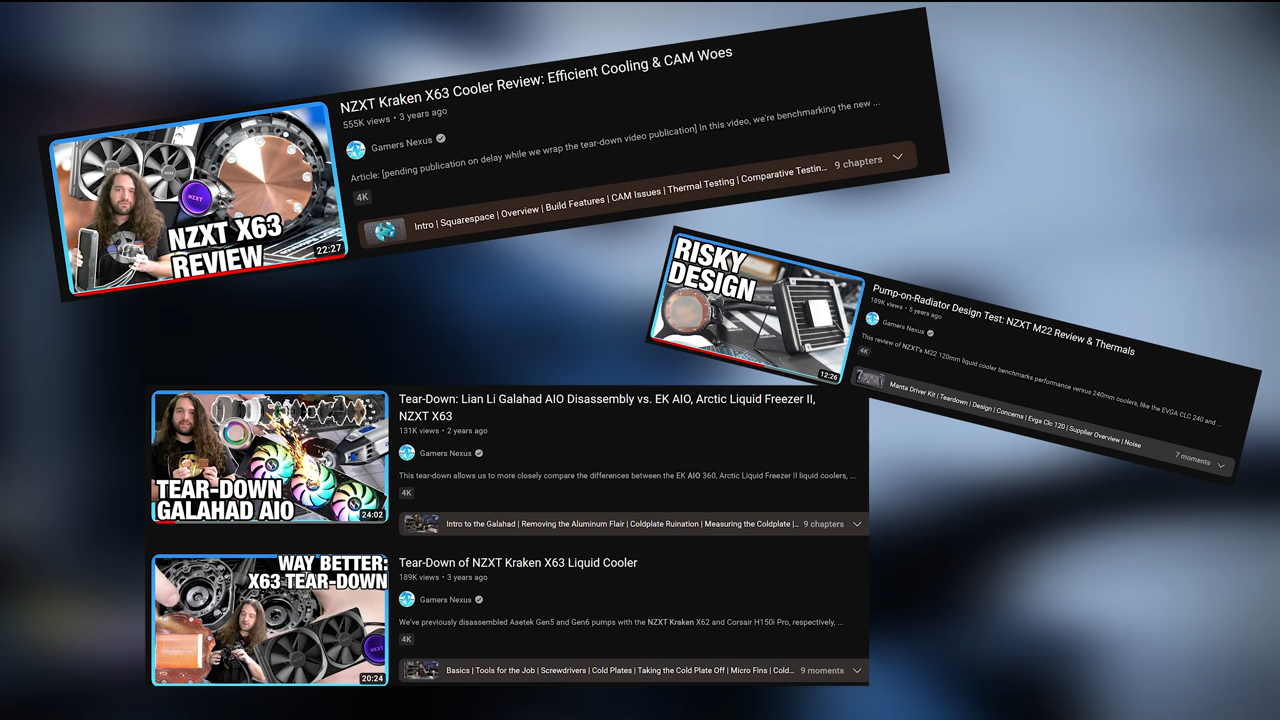 NZXT Kraken X63 Cooler Review: Efficient Cooling & CAM Woes
555K views • 3 years ago
Gamers Nexus
Article: [pending publication on delay while we wrap the tear-down video publication] In this video, we're benchmarking the new ...
4K
Intro | Squarespace | Overview | Build Features | CAM Issues | Thermal Testing | Comparative Testin... 9 chapters
NZXT
NZXT X63
REVIEW
22:27
RISKY
DESIGN
12:26
Pump-on-Radiator Design Test: NZXT M22 Review & Thermals
189K views • 5 years ago
Gamers Nexus
This review of NZXT's M22 120mm liquid cooler benchmarks performance versus 240mm coolers, like the EVGA CLC 240 and ...
4K
Manta Driver Kit | Teardown | Design | Concerns | Evga Clc 120 | Supplier Overview | Noise
7 moments
TEAR-DOWN
GALAHAD AIO
24:02
Tear-Down: Lian Li Galahad AIO Disassembly vs. EK AIO, Arctic Liquid Freezer II,
NZXT X63
131K views • 2 years ago
Gamers Nexus
This tear-down allows us to more closely compare the differences between the EK AIO 360, Arctic Liquid Freezer II liquid coolers, ...
4K
Intro to the Galahad | Removing the Aluminum Flair | Coldplate Ruination | Measuring the Coldplate |... 9 chapters
WAY BETTER:
X63 TEAR-DOWN
NZXT
20:24
Tear-Down of NZXT Kraken X63 Liquid Cooler
189K views • 3 years ago
Gamers Nexus
We've previously disassembled Asetek Gen5 and Gen6 pumps with the NZXT Kraken X62 and Corsair H150i Pro, respectively, ...
4K
Basics | Tools for the Job | Screwdrivers | Cold Plates | Taking the Cold Plate Off | Micro Fins | Cold... 9 moments